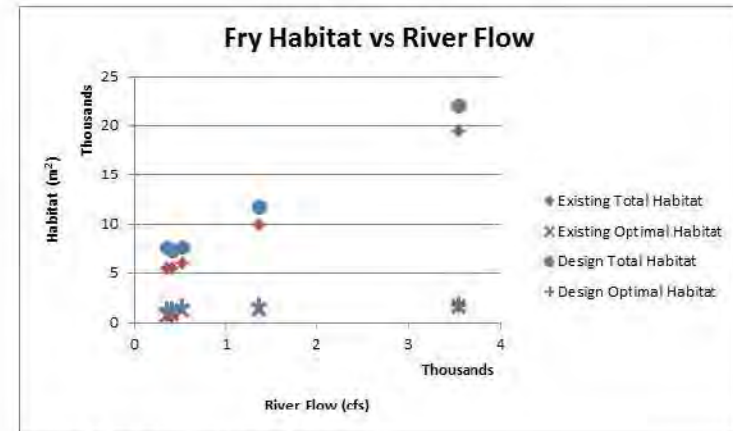 Fry Habitat vs River Flow
Thousands
Habitat (m²)
25
20
15
10
5
0
0
1
2
3
4
Thousands
River Flow (cfs)
Existing Total Habitat
Existing Optimal Habitat
Design Total Habitat
Design Optimal Habitat